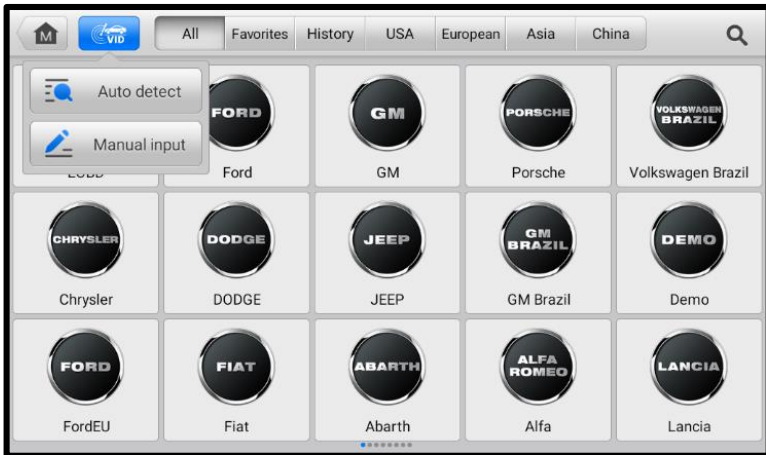 M
VID
All
Favorites
History
USA
European
Asia
China
Auto detect
Manual input
FORD
GM
PORSCHE
VOLKSWAGEN
BRAZIL
Ford
GM
Porsche
Volkswagen Brazil
CHRYSLER
DODGE
JEEP
GM
BRAZIL
DEMO
Chrysler
DODGE
JEEP
GM Brazil
Demo
FORD
FIAT
ABARTH
ALFA
ROMEO
LANCIA
FordEU
Fiat
Abarth
Alfa
Lancia